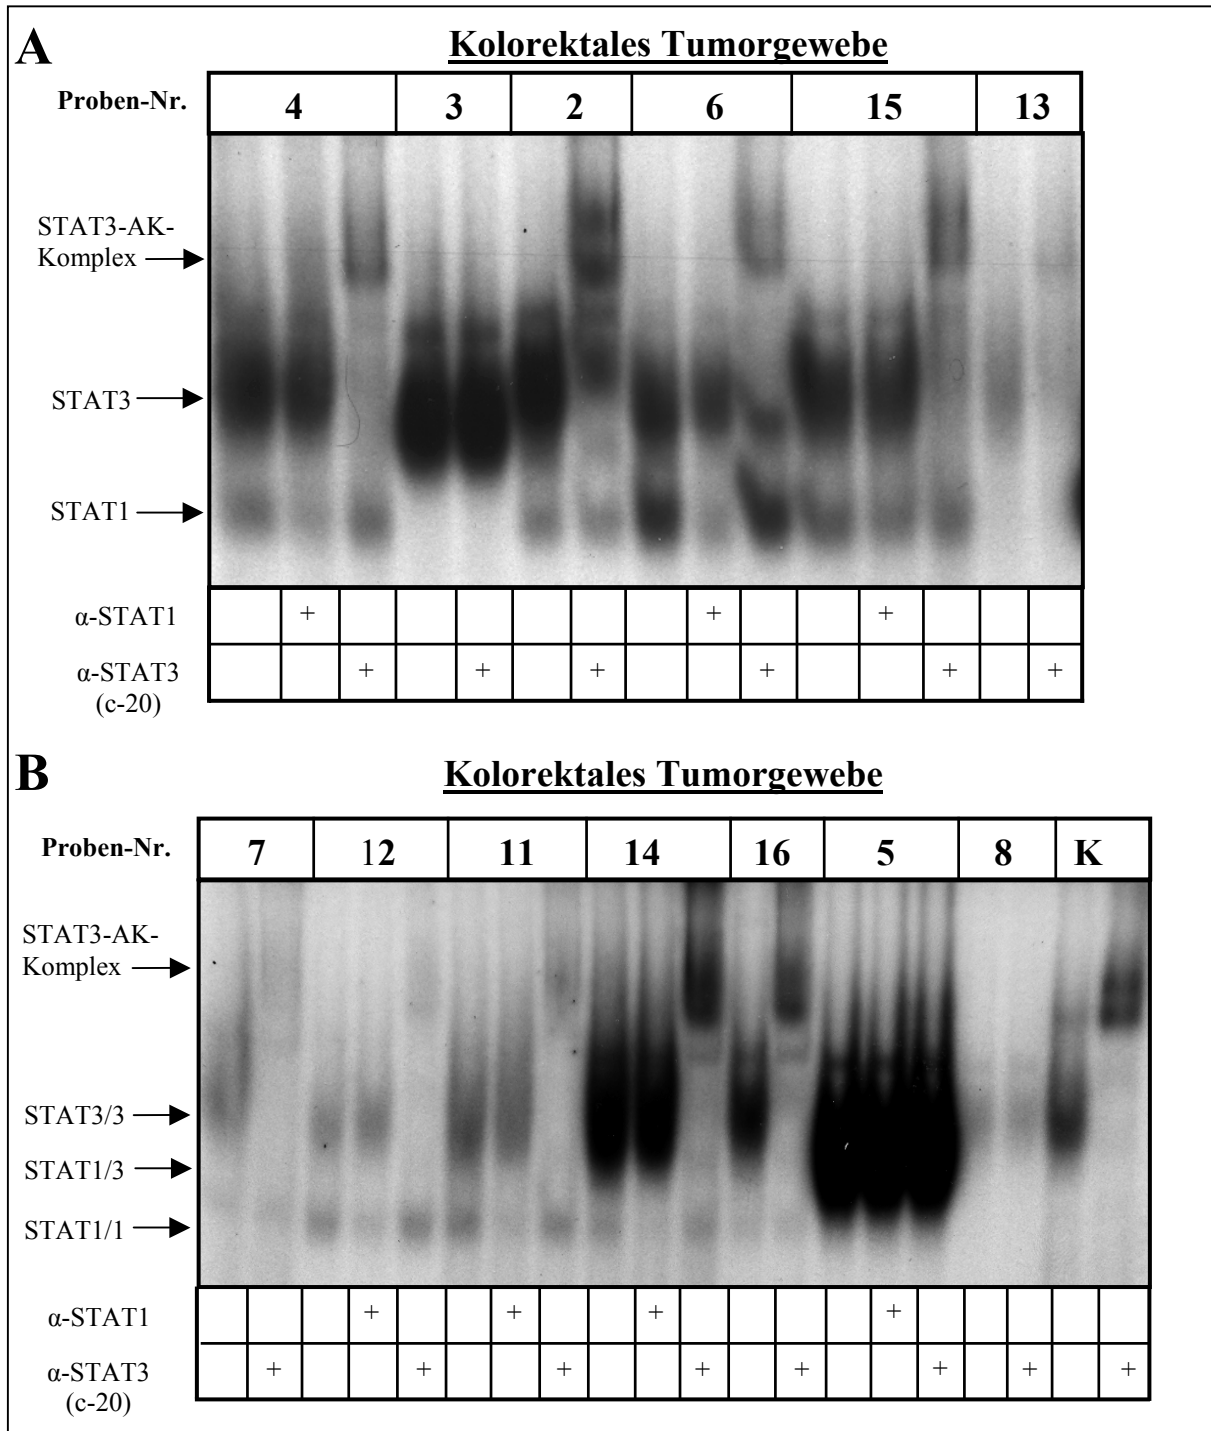 A
Kolorektales Tumorgewebe
Proben-Nr. 4 3 2 6 15 13
STAT3-AK-
Komplex
STAT3
STAT1
α-STAT1 + + +
α-STAT3 + + + + + +
(c-20)
B
Kolorektales Tumorgewebe
Proben-Nr. 7 12 11 14 16 5 8 K
STAT3-AK-
Komplex
STAT3/3
STAT1/3
STAT1/1
α-STAT1 + + + +
α-STAT3 + + + + + + + +
(c-20)